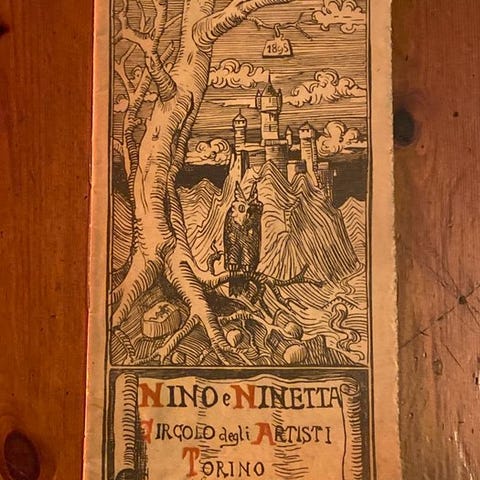 1895
NINO e NINETTA
CIRCOLO degli ARTISTI
TORINO